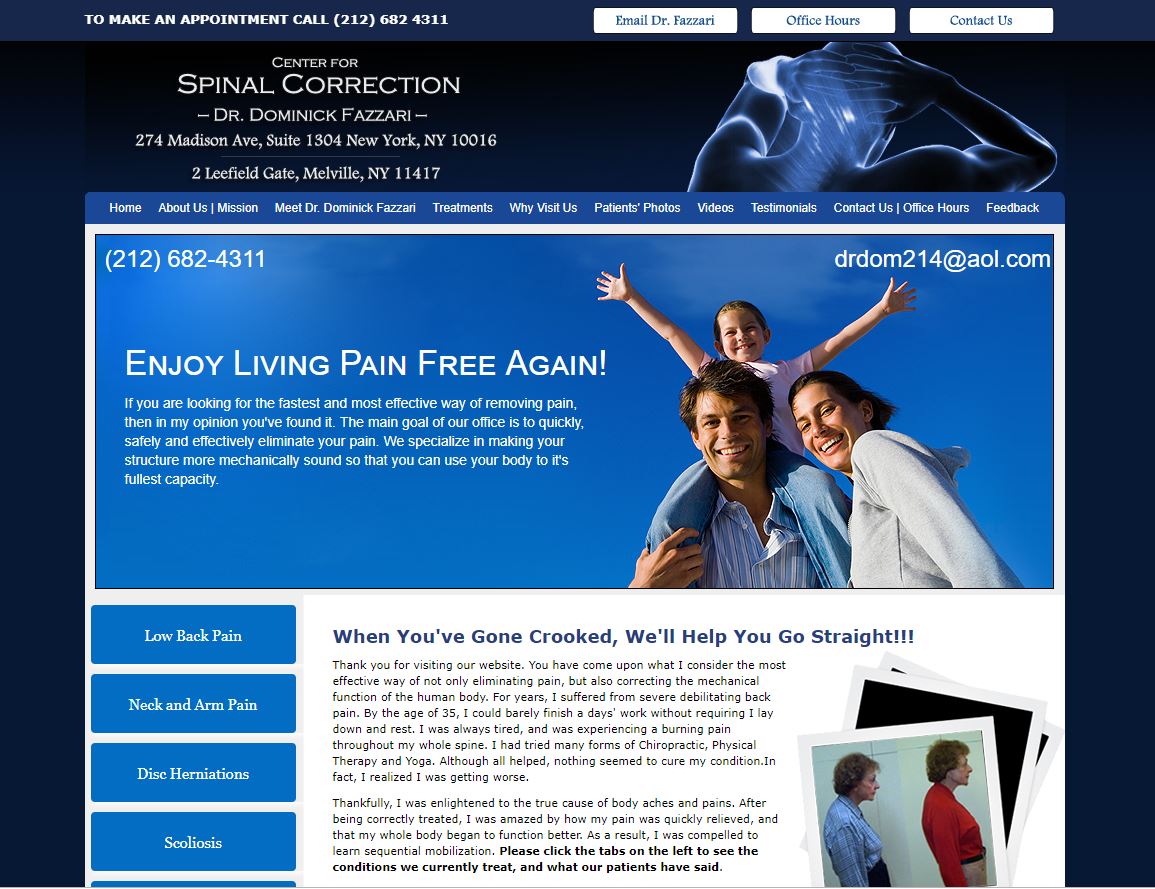 TO MAKE AN APPOINTMENT CALL (212) 682 4311
Email Dr. Fazzari
Office Hours
Contact Us
CENTER FOR
SPINAL CORRECTION
– DR. DOMINICK FAZZARI –
274 Madison Ave, Suite 1304 New York, NY 10016
2 Leefield Gate, Melville, NY 11417
Home
About Us | Mission
Meet Dr. Dominick Fazzari
Treatments
Why Visit Us
Patients' Photos
Videos
Testimonials
Contact Us | Office Hours
Feedback
(212) 682-4311
drdom214@aol.com
ENJOY LIVING PAIN FREE AGAIN!
If you are looking for the fastest and most effective way of removing pain,
then in my opinion you've found it. The main goal of our office is to quickly,
safely and effectively eliminate your pain. We specialize in making your
structure more mechanically sound so that you can use your body to it's
fullest capacity.
Low Back Pain
Neck and Arm Pain
Disc Herniations
Scoliosis
When You've Gone Crooked, We'll Help You Go Straight!!!
Thank you for visiting our website. You have come upon what I consider the most
effective way of not only eliminating pain, but also correcting the mechanical
function of the human body. For years, I suffered from severe debilitating back
pain. By the age of 35, I could barely finish a days' work without requiring I lay
down and rest. I was always tired, and was experiencing a burning pain
throughout my whole spine. I had tried many forms of Chiropractic, Physical
Therapy and Yoga. Although all helped, nothing seemed to cure my condition.In
fact, I realized I was getting worse.
Thankfully, I was enlightened to the true cause of body aches and pains. After
being correctly treated, I was amazed by how my pain was quickly relieved, and
that my whole body began to function better. As a result, I was compelled to
learn sequential mobilization. Please click the tabs on the left to see the
conditions we currently treat, and what our patients have said.